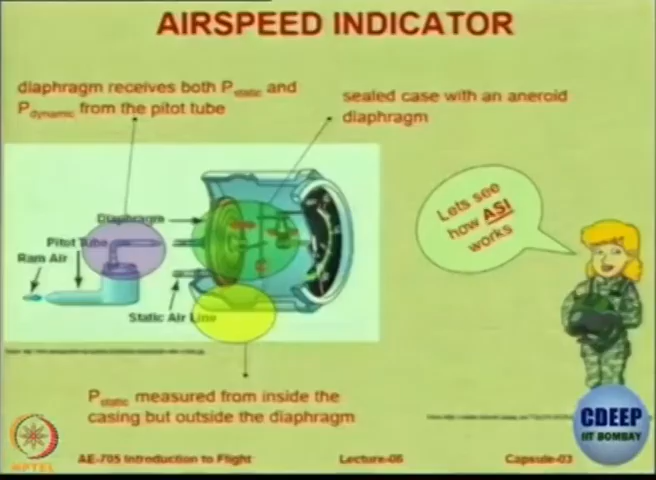 AIRSPEED INDICATOR
diaphragm receives both Pstatic and
Pdynamic from the pitot tube
sealed case with an aneroid
diaphragm
Lets see
how ASI
works
Diaphragm
Pitot Tube
Ram Air
Static Air Line
Pstatic measured from inside the
casing but outside the diaphragm
CDEEP
IIT BOMBAY
NPTEL
AE-705 Introduction to Flight
Lecture-06
Capsule-03